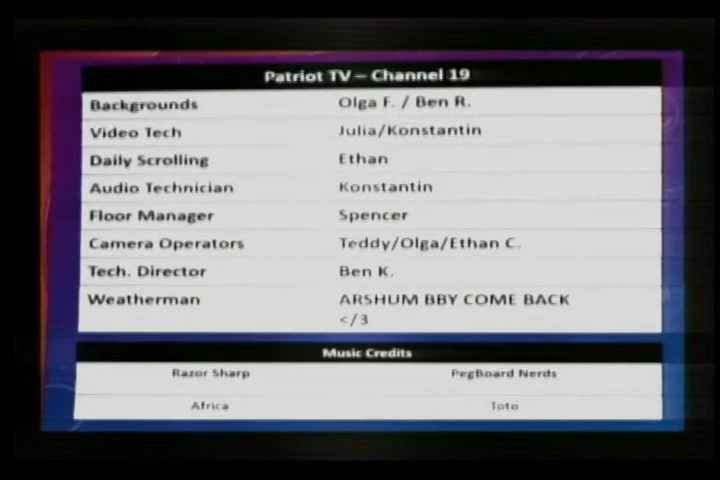 Patriot TV – Channel 19
Backgrounds Olga F. / Ben R.
Video Tech Julia/Konstantin
Daily Scrolling Ethan
Audio Technician Konstantin
Floor Manager Spencer
Camera Operators Teddy/Olga/Ethan C.
Tech. Director Ben K.
Weatherman ARSHUM BBY COME BACK
</3
Music Credits
Razor Sharp PegBoard Nerds
Africa Toto